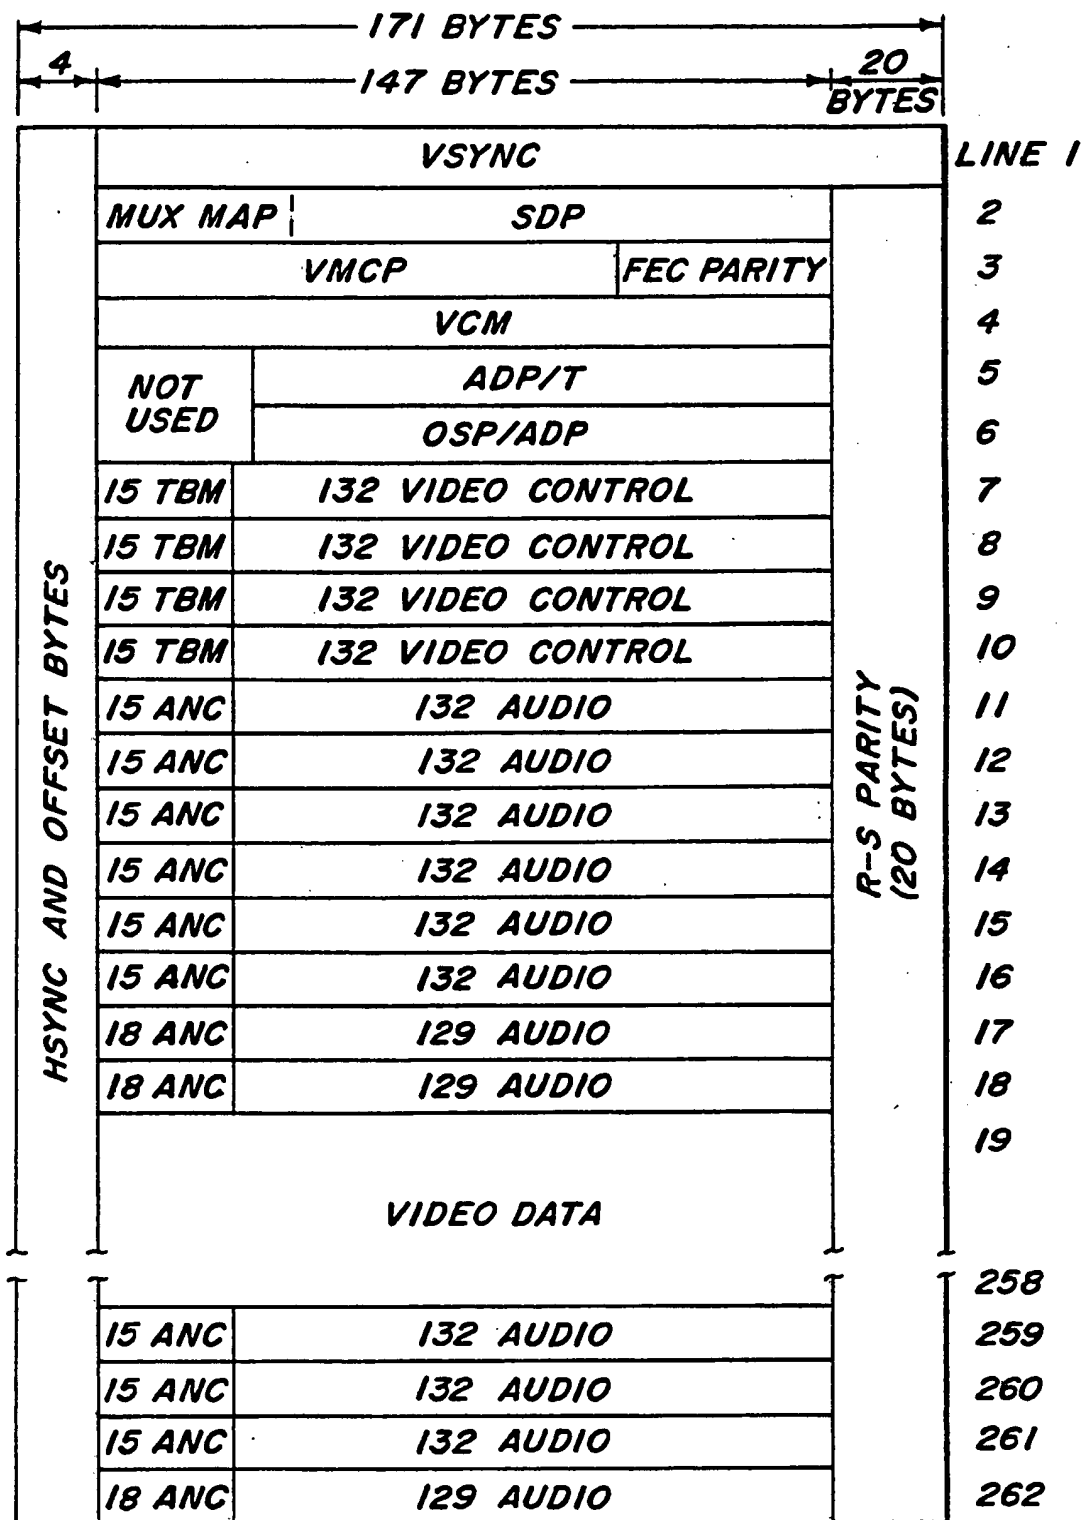 171 BYTES
4 147 BYTES 20 BYTES
VSYNC LINE 1
MUX MAP SDP 2
VMCP FEC PARITY 3
VCM 4
NOT USED
ADP/T 5
OSP/ADP 6
15 TBM 132 VIDEO CONTROL 7
15 TBM 132 VIDEO CONTROL 8
15 TBM 132 VIDEO CONTROL 9
15 TBM 132 VIDEO CONTROL 10
15 ANC 132 AUDIO 11
15 ANC 132 AUDIO 12
15 ANC 132 AUDIO 13
15 ANC 132 AUDIO 14
15 ANC 132 AUDIO 15
15 ANC 132 AUDIO 16
18 ANC 129 AUDIO 17
18 ANC 129 AUDIO 18
19
VIDEO DATA
258
15 ANC 132 AUDIO 259
15 ANC 132 AUDIO 260
15 ANC 132 AUDIO 261
18 ANC 129 AUDIO 262
HSYNC AND OFFSET BYTES
R-S PARITY
(20 BYTES)